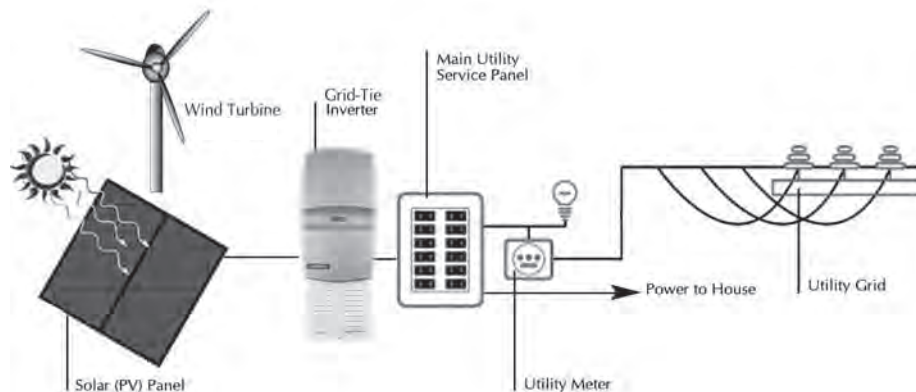 Main Utility
Service Panel
Grid-Tie
Inverter
Wind Turbine
Power to House
Utility Grid
Solar (PV) Panel
Utility Meter